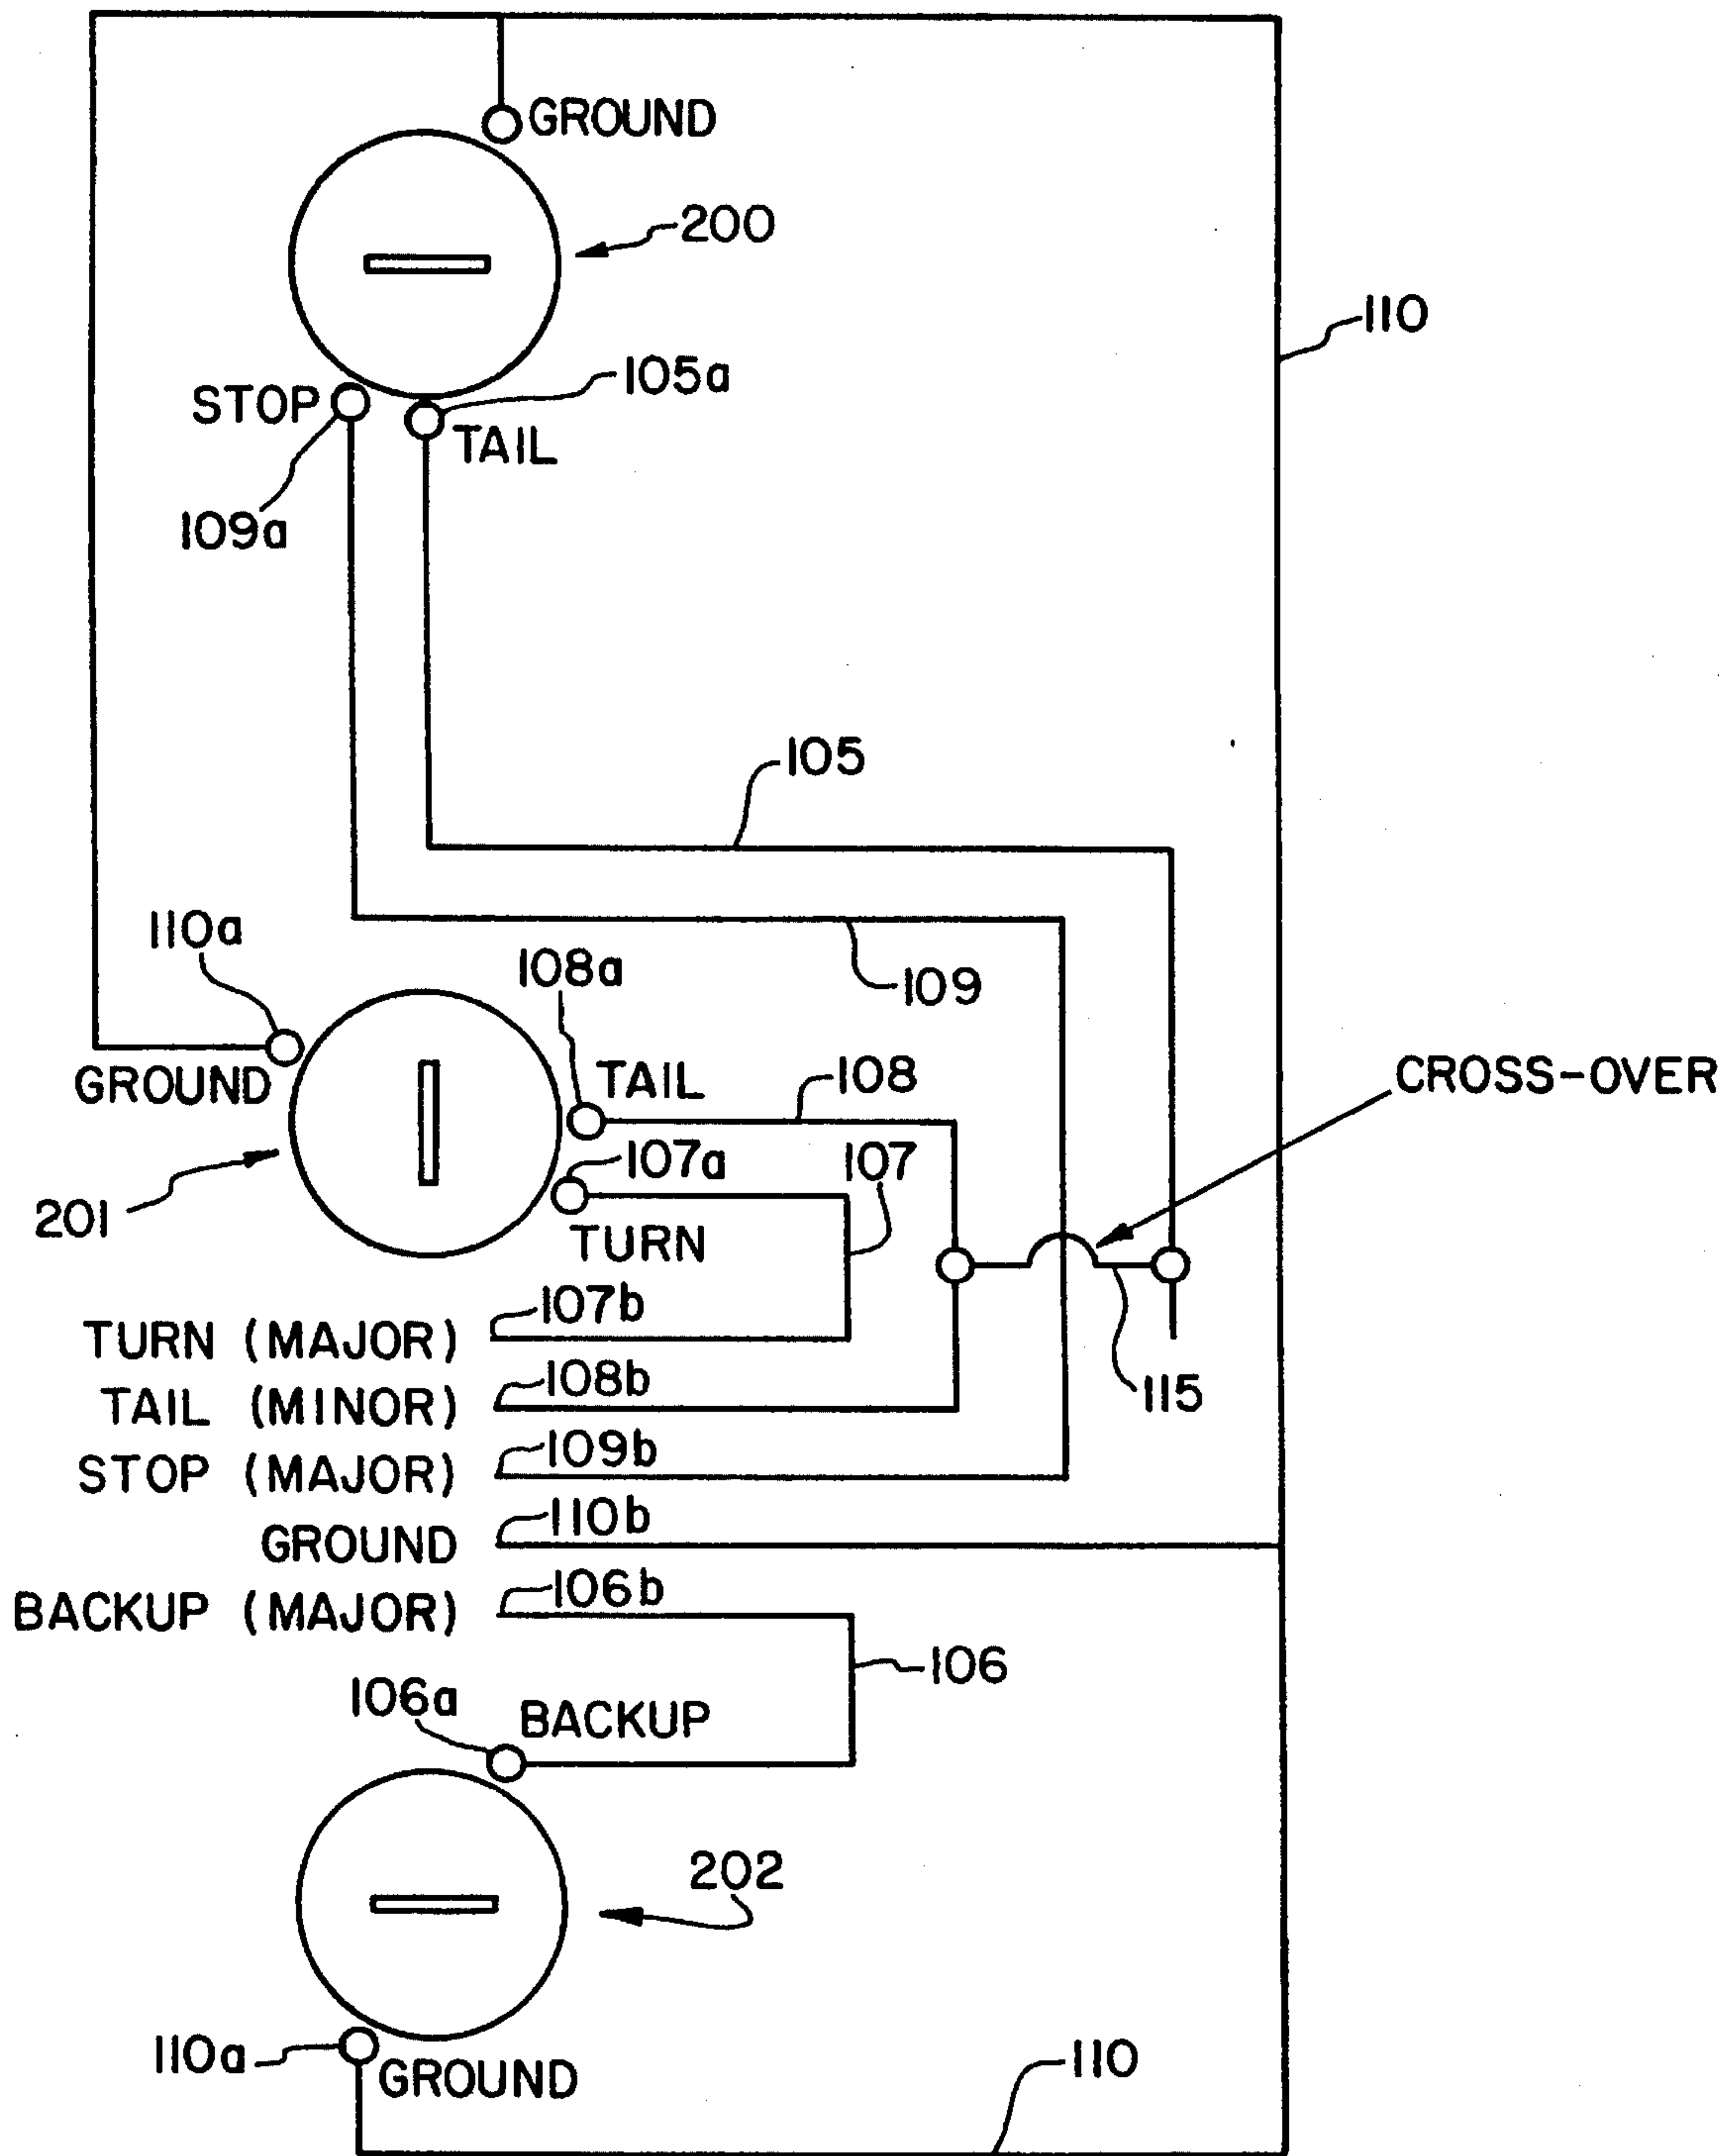 GROUND
200
110
105a
STOP
TAIL
109a
105
110a
108a
109
TAIL
108
CROSS-OVER
GROUND
107a
107
201
TURN
107b
TURN (MAJOR)
108b
TAIL (MINOR)
115
109b
STOP (MAJOR)
110b
GROUND
106b
BACKUP (MAJOR)
106
106a
BACKUP
202
110a
GROUND
110